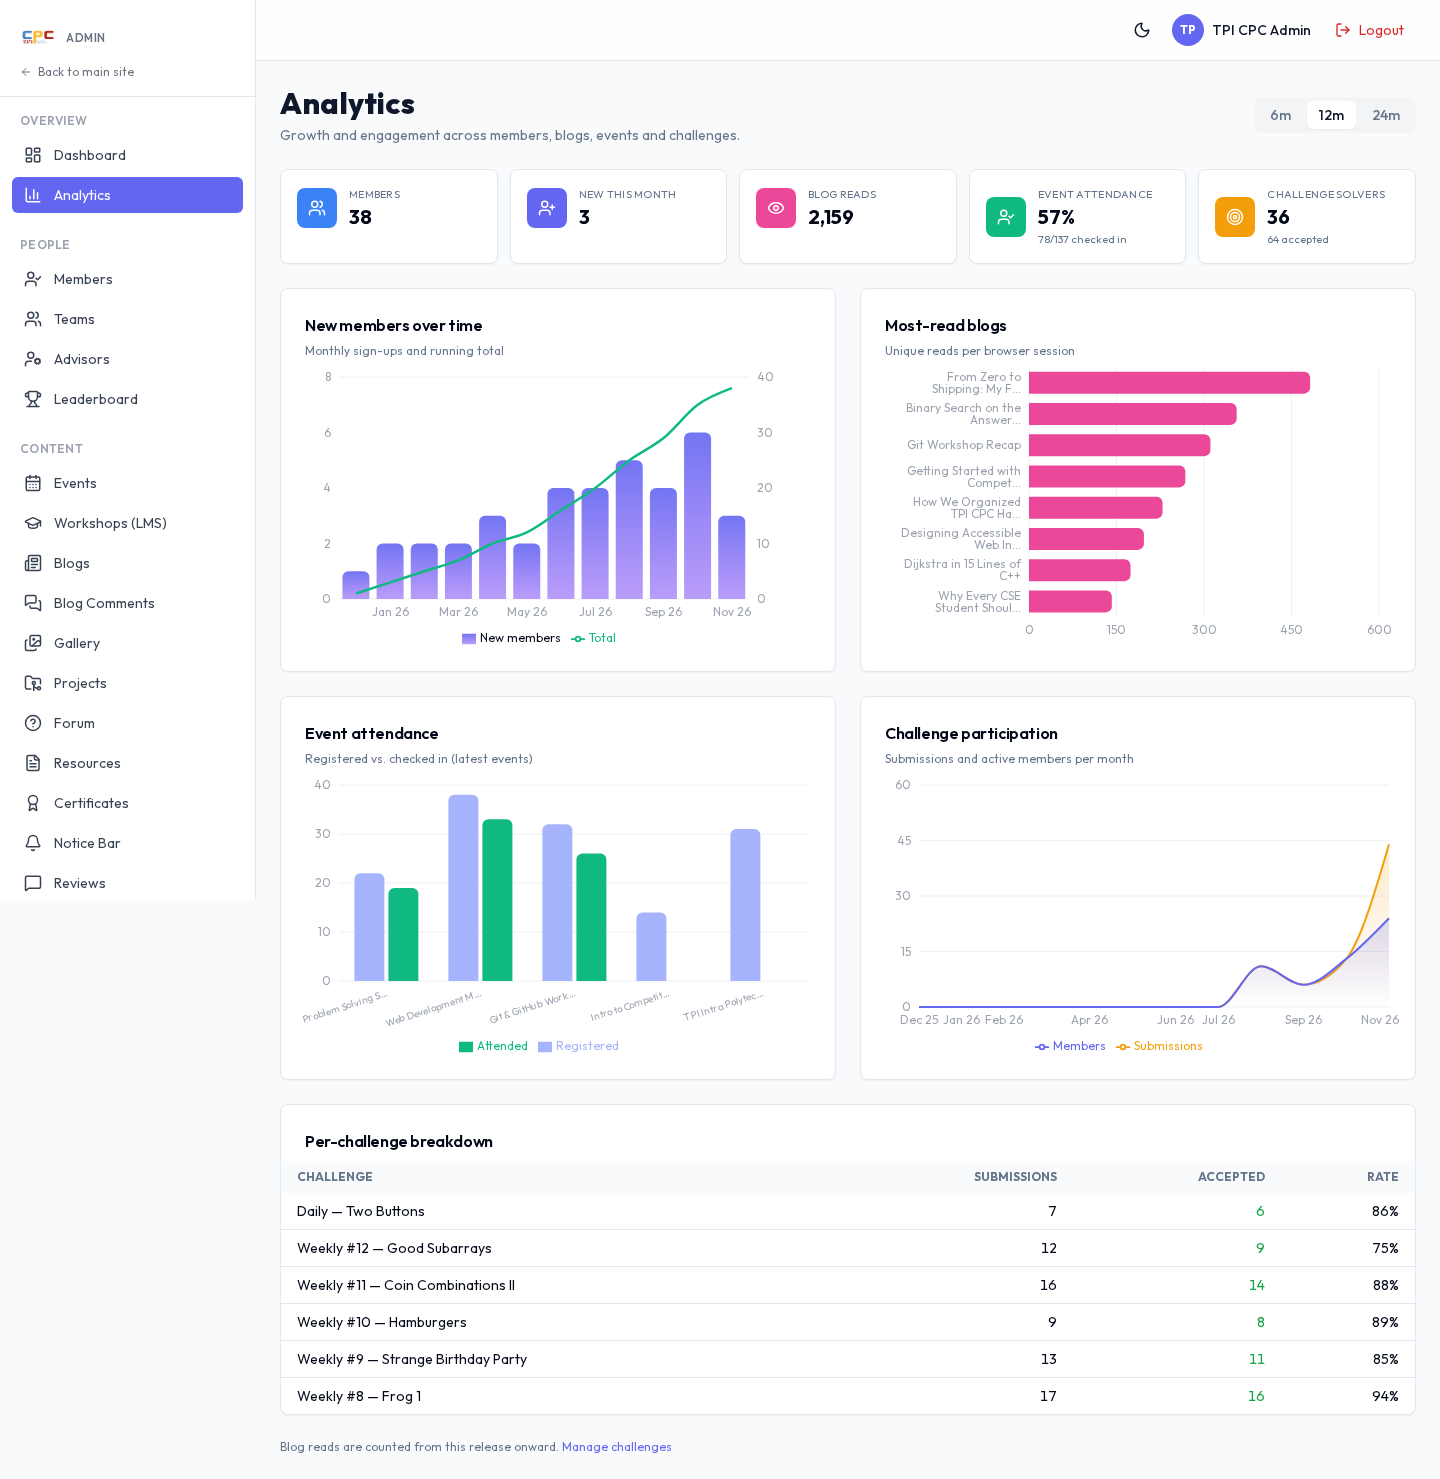 CPC
ADMIN
Back to main site
OVERVIEW
Dashboard
Analytics
PEOPLE
Members
Teams
Advisors
Leaderboard
CONTENT
Events
Workshops (LMS)
Blogs
Blog Comments
Gallery
Projects
Forum
Resources
Certificates
Notice Bar
Reviews
TP TPI CPC Admin Logout
Analytics
Growth and engagement across members, blogs, events and challenges.
6m 12m 24m
MEMBERS
38
NEW THIS MONTH
3
BLOG READS
2,159
EVENT ATTENDANCE
57%
78/137 checked in
CHALLENGE SOLVERS
36
64 accepted
New members over time
Monthly sign-ups and running total
8 40
6 30
4 20
2 10
0 0
Jan 26 Mar 26 May 26 Jul 26 Sep 26 Nov 26
New members Total
Most-read blogs
Unique reads per browser session
From Zero to
Shipping: My F...
Binary Search on the
Answer...
Git Workshop Recap
Getting Started with
Compet...
How We Organized
TPI CPC Ha...
Designing Accessible
Web In...
Dijkstra in 15 Lines of
C++
Why Every CSE
Student Shoul...
0 150 300 450 600
Event attendance
Registered vs. checked in (latest events)
40
30
20
10
0
Problem Solving S... Web Development M... Git & GitHub Work... Intro to Competit... TPI Intra Polytec...
Attended Registered
Challenge participation
Submissions and active members per month
60
45
30
15
0
Dec 25 Jan 26 Feb 26 Apr 26 Jun 26 Jul 26 Sep 26 Nov 26
Members Submissions
Per-challenge breakdown
CHALLENGE SUBMISSIONS ACCEPTED RATE
Daily — Two Buttons 7 6 86%
Weekly #12 — Good Subarrays 12 9 75%
Weekly #11 — Coin Combinations II 16 14 88%
Weekly #10 — Hamburgers 9 8 89%
Weekly #9 — Strange Birthday Party 13 11 85%
Weekly #8 — Frog 1 17 16 94%
Blog reads are counted from this release onward. Manage challenges